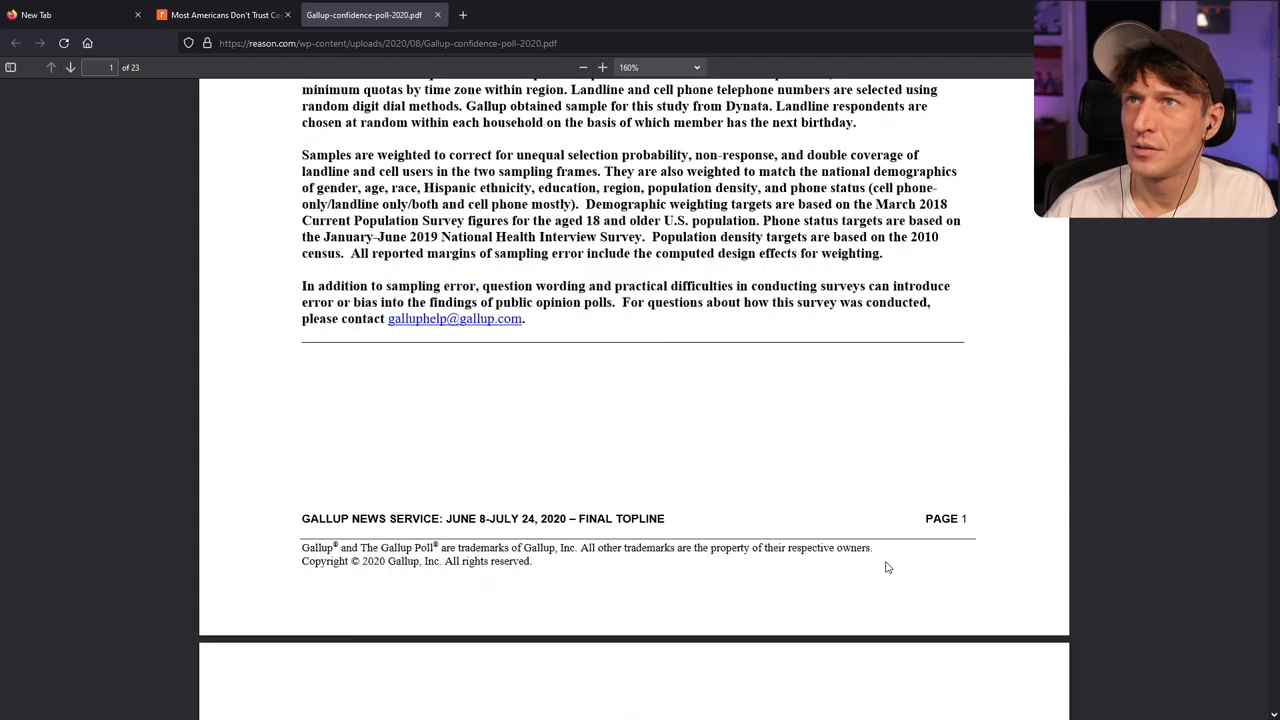 New Tab
Most Americans Don't Trust Co
Gallup-confidence-poll-2020.pdf
https://reason.com/wp-content/uploads/2020/08/Gallup-confidence-poll-2020.pdf
1 of 23
160%
minimum quotas by time zone within region. Landline and cell phone telephone numbers are selected using
random digit dial methods. Gallup obtained sample for this study from Dynata. Landline respondents are
chosen at random within each household on the basis of which member has the next birthday.
Samples are weighted to correct for unequal selection probability, non-response, and double coverage of
landline and cell users in the two sampling frames. They are also weighted to match the national demographics
of gender, age, race, Hispanic ethnicity, education, region, population density, and phone status (cell phone-
only/landline only/both and cell phone mostly). Demographic weighting targets are based on the March 2018
Current Population Survey figures for the aged 18 and older U.S. population. Phone status targets are based on
the January-June 2019 National Health Interview Survey. Population density targets are based on the 2010
census. All reported margins of sampling error include the computed design effects for weighting.
In addition to sampling error, question wording and practical difficulties in conducting surveys can introduce
error or bias into the findings of public opinion polls. For questions about how this survey was conducted,
please contact galluphelp@gallup.com.
GALLUP NEWS SERVICE: JUNE 8-JULY 24, 2020 – FINAL TOPLINE PAGE 1
Gallup® and The Gallup Poll® are trademarks of Gallup, Inc. All other trademarks are the property of their respective owners.
Copyright © 2020 Gallup, Inc. All rights reserved.